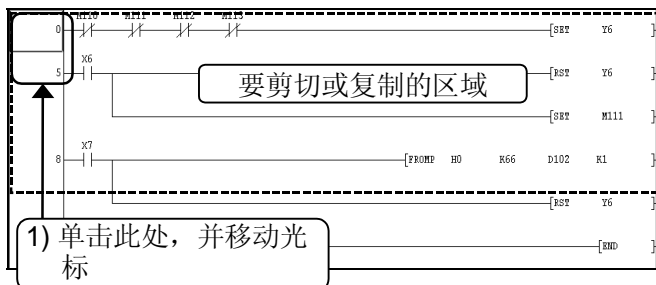 M110 M111 M112 M113
0 [SET Y6 ]
X6
5 [RST Y6 ]
要剪切或复制的区域
[SET M111 ]
X7
8 [FROMP H0 K66 D102 K1 ]
[RST Y6 ]
1) 单击此处，并移动光
标
[END ]